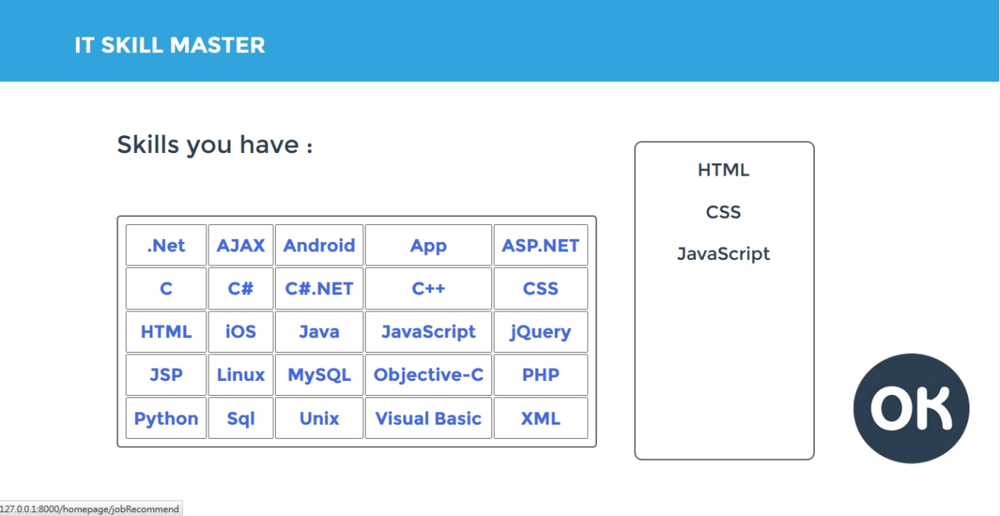 IT SKILL MASTER
Skills you have :
.Net AJAX Android App ASP.NET
C C# C#.NET C++ CSS
HTML iOS Java JavaScript jQuery
JSP Linux MySQL Objective-C PHP
Python Sql Unix Visual Basic XML
HTML
CSS
JavaScript
OK
127.0.0.1:8000/homepage/jobRecommend